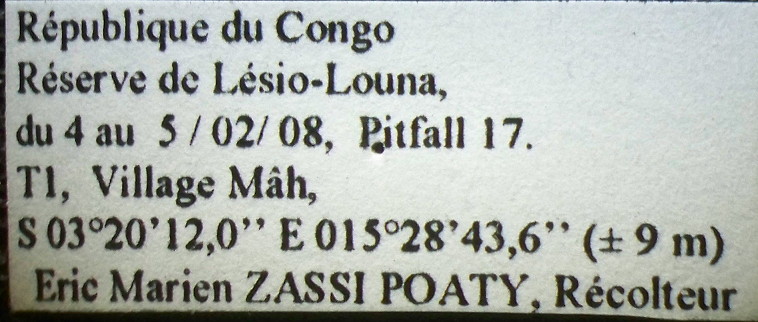 République du Congo
Réserve de Lésio-Louna,
du 4 au 5 / 02/ 08, Pitfall 17.
T1, Village Mâh,
S 03°20’12,0’’ E 015°28’43,6’’ (± 9 m)
Eric Marien ZASSI POATY, Récolteur